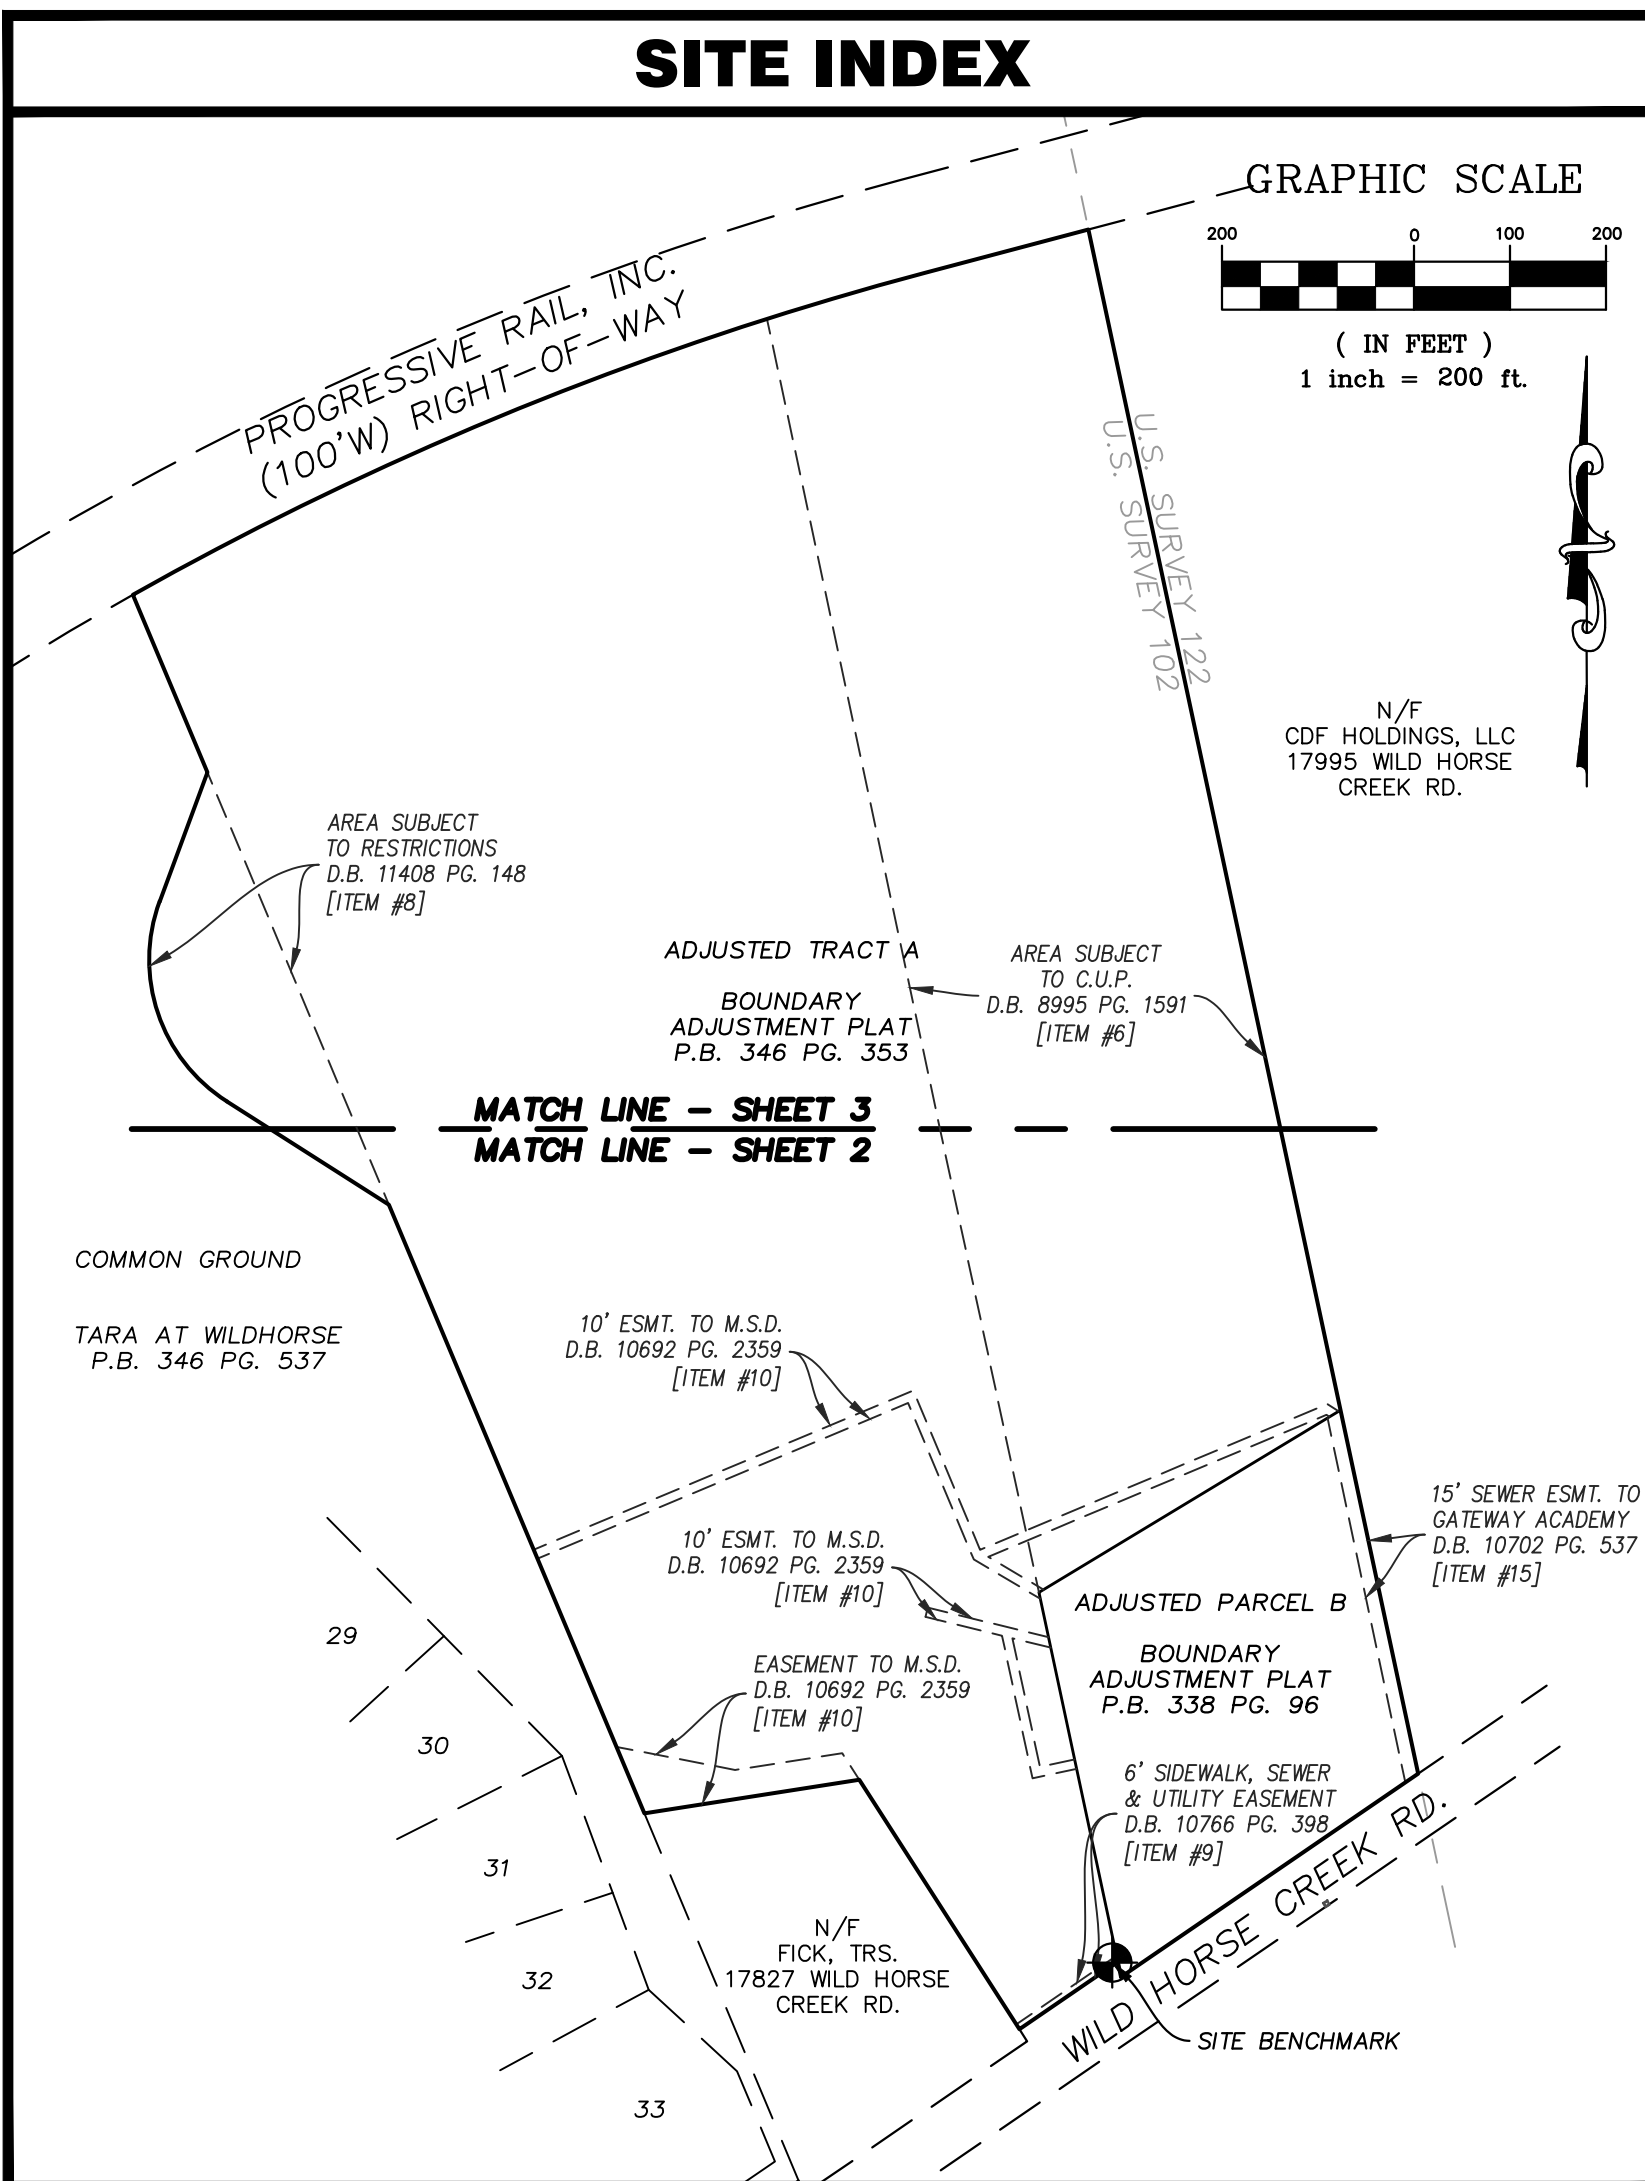 SITE INDEX
GRAPHIC SCALE
200 0 100 200
( IN FEET )
1 inch = 200 ft.
PROGRESSIVE RAIL, INC.
(100'W) RIGHT-OF-WAY
U.S. SURVEY 122
U.S. SURVEY 102
N/F
CDF HOLDINGS, LLC
17995 WILD HORSE
CREEK RD.
AREA SUBJECT
TO RESTRICTIONS
D.B. 11408 PG. 148
[ITEM #8]
ADJUSTED TRACT A
BOUNDARY
ADJUSTMENT PLAT
P.B. 346 PG. 353
AREA SUBJECT
TO C.U.P.
D.B. 8995 PG. 1591
[ITEM #6]
MATCH LINE - SHEET 3
MATCH LINE - SHEET 2
COMMON GROUND
TARA AT WILDHORSE
P.B. 346 PG. 537
10' ESMT. TO M.S.D.
D.B. 10692 PG. 2359
[ITEM #10]
15' SEWER ESMT. TO
GATEWAY ACADEMY
D.B. 10702 PG. 537
[ITEM #15]
10' ESMT. TO M.S.D.
D.B. 10692 PG. 2359
[ITEM #10]
ADJUSTED PARCEL B
BOUNDARY
ADJUSTMENT PLAT
P.B. 338 PG. 96
EASEMENT TO M.S.D.
D.B. 10692 PG. 2359
[ITEM #10]
6' SIDEWALK, SEWER
& UTILITY EASEMENT
D.B. 10766 PG. 398
[ITEM #9]
29
30
31
32
33
N/F
FICK, TRS.
17827 WILD HORSE
CREEK RD.
WILD HORSE CREEK RD.
SITE BENCHMARK